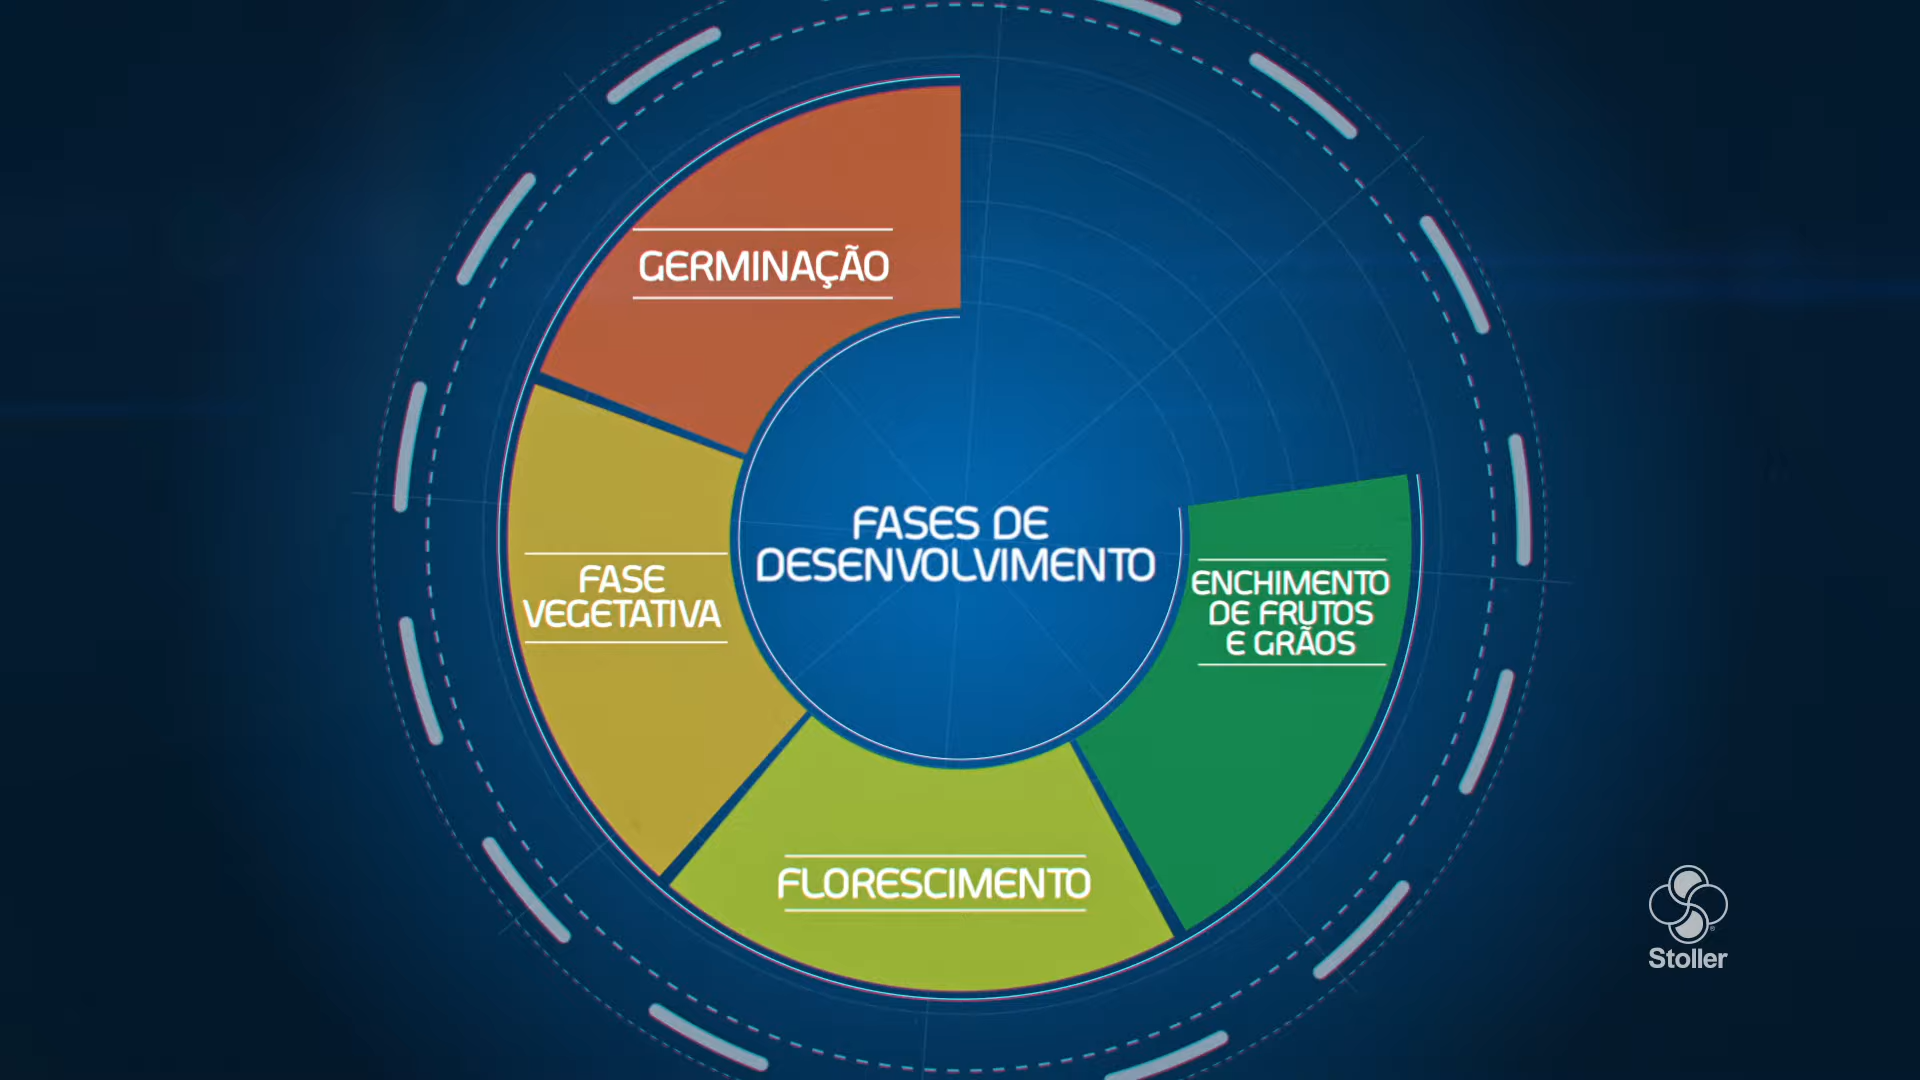 GERMINAÇÃO
FASE
VEGETATIVA
FASES DE
DESENVOLVIMENTO
ENCHIMENTO
DE FRUTOS
E GRÃOS
FLORESCIMENTO
Stoller